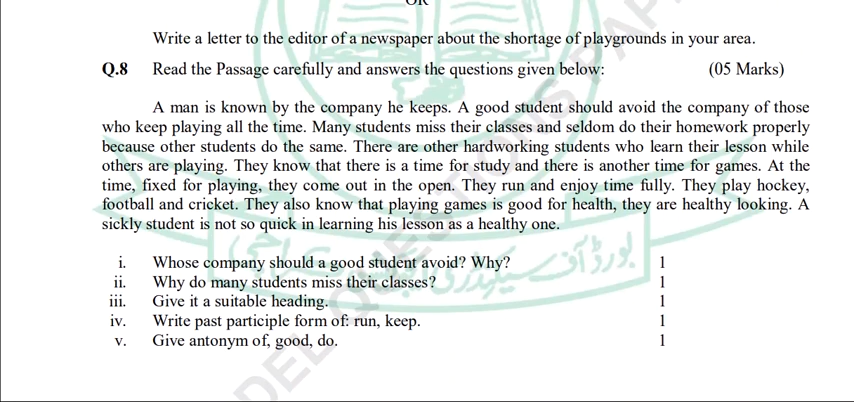 OR
Write a letter to the editor of a newspaper about the shortage of playgrounds in your area.
Q.8 Read the Passage carefully and answers the questions given below: (05 Marks)
A man is known by the company he keeps. A good student should avoid the company of those
who keep playing all the time. Many students miss their classes and seldom do their homework properly
because other students do the same. There are other hardworking students who learn their lesson while
others are playing. They know that there is a time for study and there is another time for games. At the
time, fixed for playing, they come out in the open. They run and enjoy time fully. They play hockey,
football and cricket. They also know that playing games is good for health, they are healthy looking. A
sickly student is not so quick in learning his lesson as a healthy one.
i. Whose company should a good student avoid? Why? 1
ii. Why do many students miss their classes? 1
iii. Give it a suitable heading. 1
iv. Write past participle form of: run, keep. 1
v. Give antonym of, good, do. 1
بورڈ آف